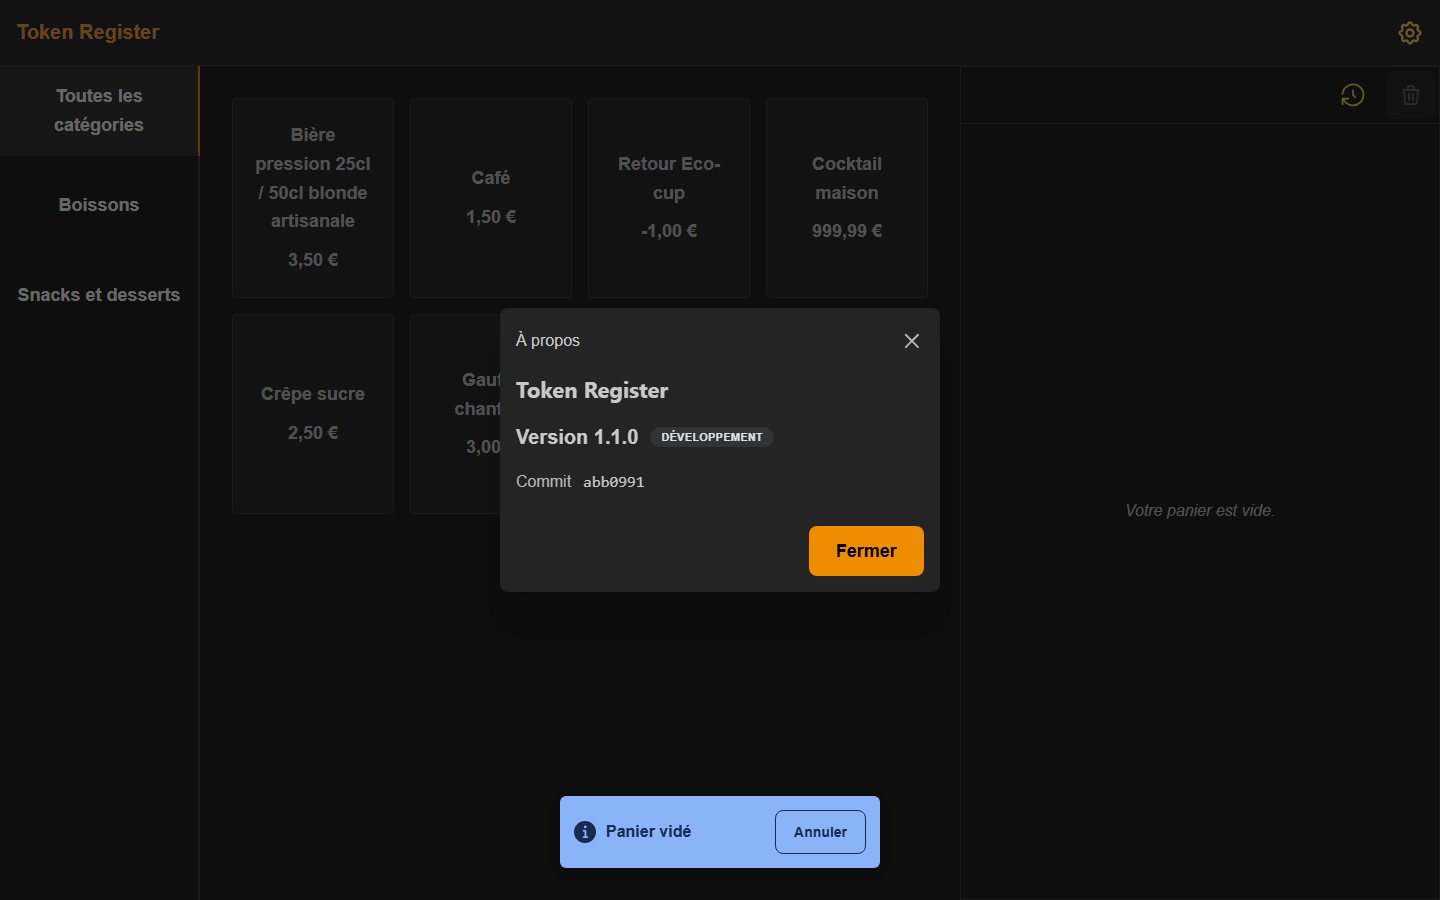 Token Register
Toutes les
catégories
Boissons
Snacks et desserts
Bière
pression 25cl
/ 50cl blonde
artisanale
3,50 €
Café
1,50 €
Retour Eco-
cup
-1,00 €
Cocktail
maison
999,99 €
Crêpe sucre
2,50 €
3,00
À propos
Token Register
Version 1.1.0 DÉVELOPPEMENT
Commit abb0991
Fermer
Votre panier est vide.
Panier vidé
Annuler